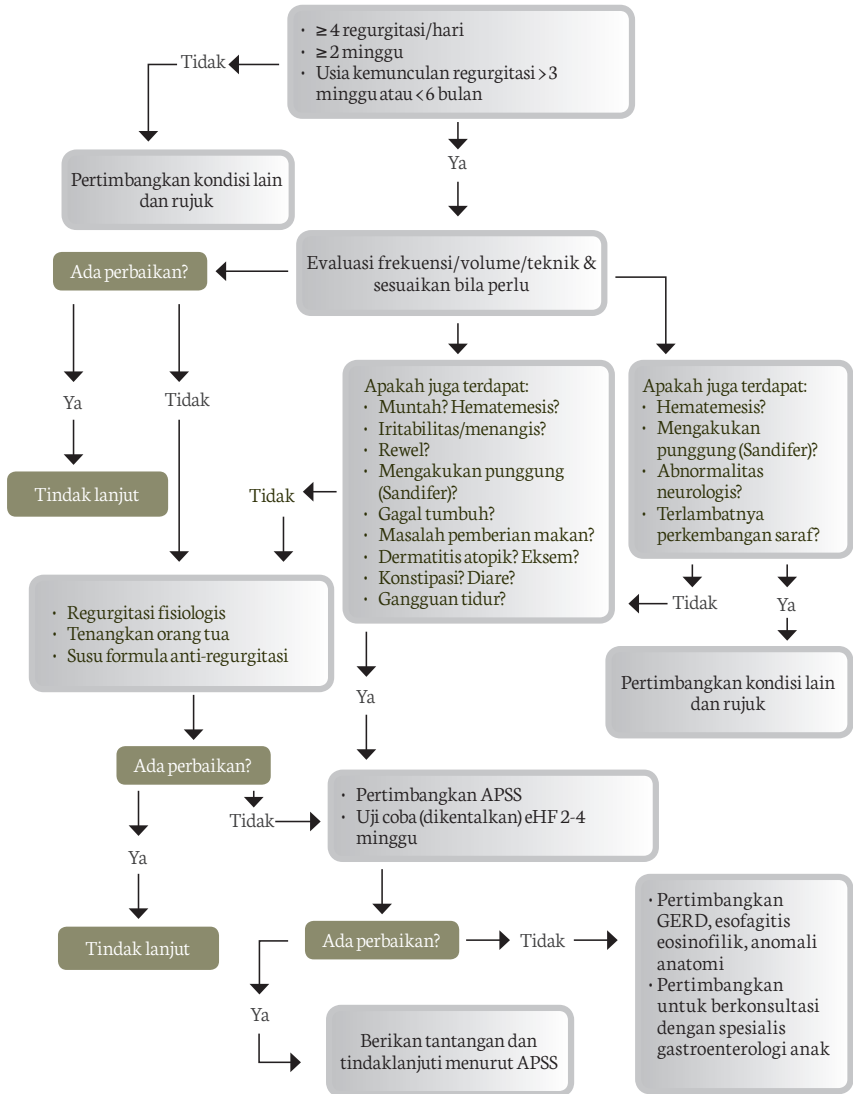 · ≥ 4 regurgitasi/hari
· ≥ 2 minggu
· Usia kemunculan regurgitasi > 3
minggu atau < 6 bulan
Tidak
Ya
Pertimbangkan kondisi lain
dan rujuk
Evaluasi frekuensi/volume/teknik &
sesuaikan bila perlu
Ada perbaikan?
Ya
Tidak
Tindak lanjut
Apakah juga terdapat:
· Muntah? Hematemesis?
· Iritabilitas/menangis?
· Rewel?
· Mengakukan punggung
(Sandifer)?
· Gagal tumbuh?
· Masalah pemberian makan?
· Dermatitis atopik? Eksem?
· Konstipasi? Diare?
· Gangguan tidur?
Apakah juga terdapat:
· Hematemesis?
· Mengakukan
punggung (Sandifer)?
· Abnormalitas
neurologis?
· Terlambatnya
perkembangan saraf?
Tidak
Tidak
Ya
Pertimbangkan kondisi lain
dan rujuk
· Regurgitasi fisiologis
· Tenangkan orang tua
· Susu formula anti-regurgitasi
Ya
Ada perbaikan?
Tidak
Ya
Tindak lanjut
· Pertimbangkan APSS
· Uji coba (dikentalkan) eHF 2-4
minggu
Ada perbaikan?
Tidak
Ya
Berikan tantangan dan
tindaklanjuti menurut APSS
· Pertimbangkan
GERD, esofagitis
eosinofilik, anomali
anatomi
· Pertimbangkan
untuk berkonsultasi
dengan spesialis
gastroenterologi anak